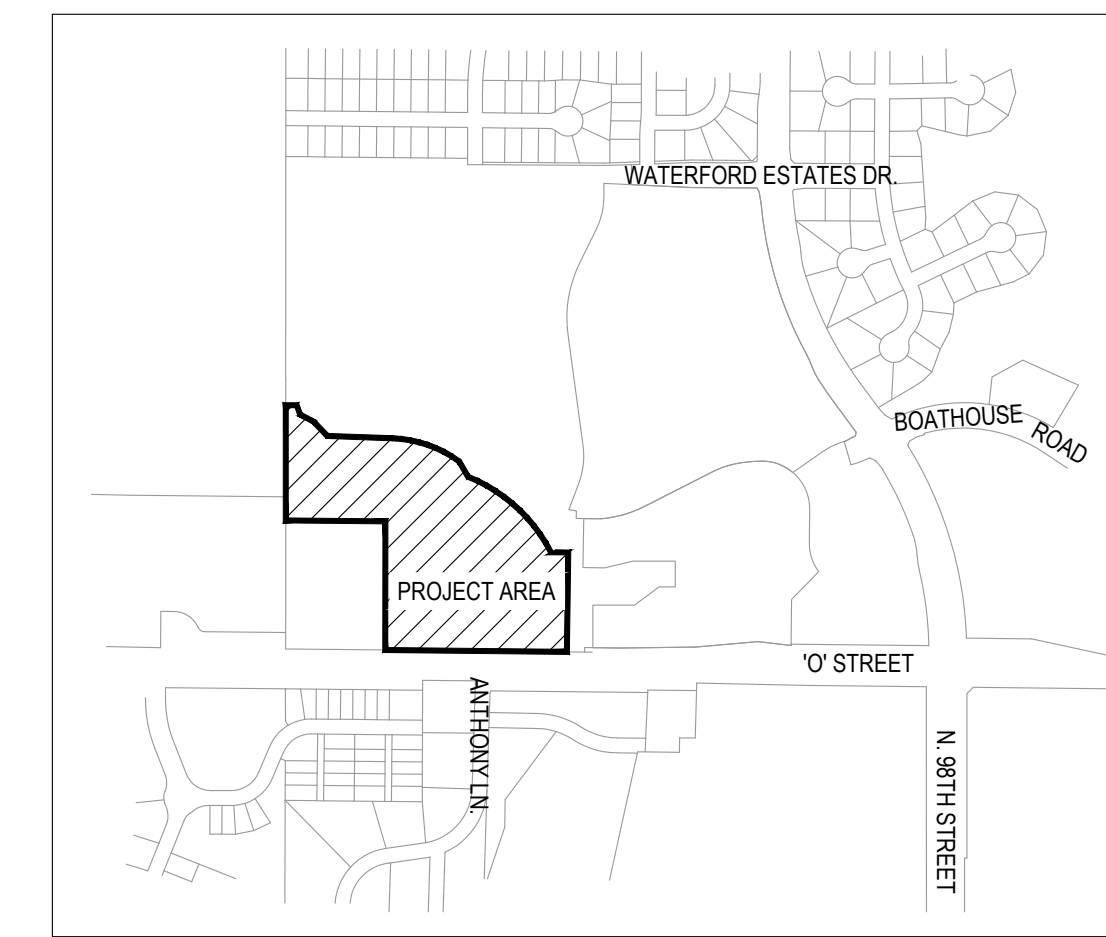 WATERFORD ESTATES DR.
BOATHOUSE ROAD
PROJECT AREA
'O' STREET
ANTHONY LN.
N. 98TH STREET